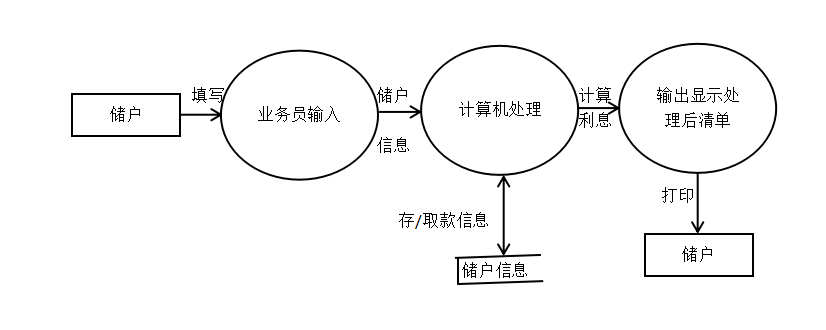 储户
填写
业务员输入
储户
信息
计算机处理
计算
利息
输出显示处
理后清单
存/取款信息
打印
储户信息
储户